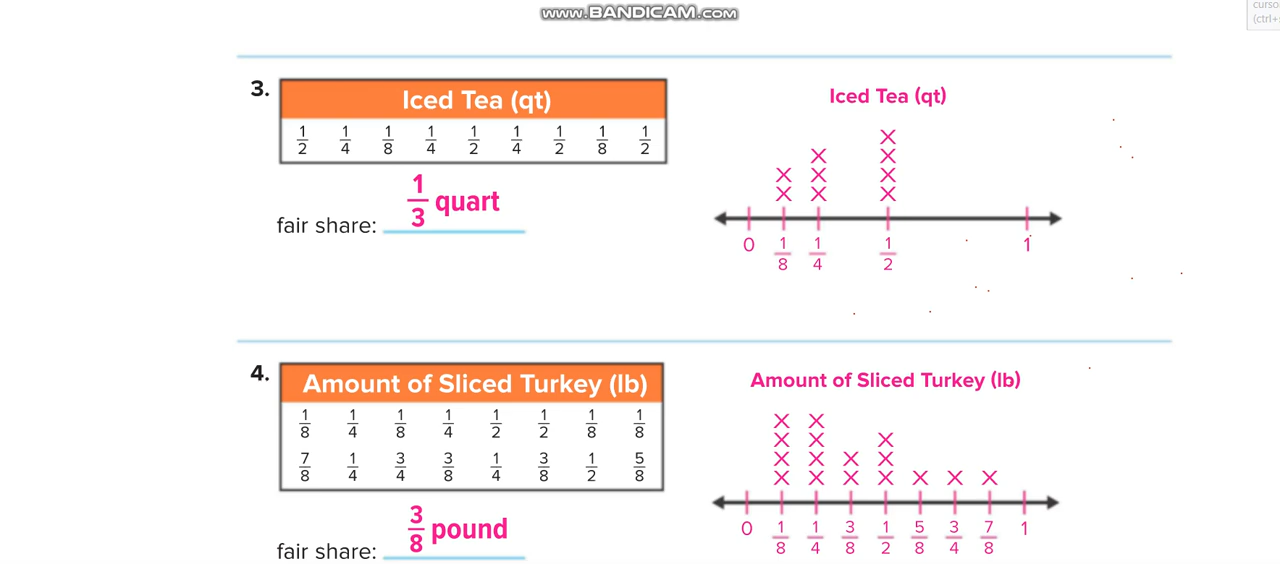 www.BANDICAM.com
3.
Iced Tea (qt)
1/2 1/4 1/8 1/4 1/2 1/4 1/2 1/8 1/2
fair share: 1/3 quart
Iced Tea (qt)
0 1/8 1/4 1/2 1
4.
Amount of Sliced Turkey (lb)
1/8 1/4 1/8 1/4 1/2 1/2 1/8 1/8
7/8 1/4 3/4 3/8 1/4 3/8 1/2 5/8
fair share: 3/8 pound
Amount of Sliced Turkey (lb)
0 1/8 1/4 3/8 1/2 5/8 3/4 7/8 1